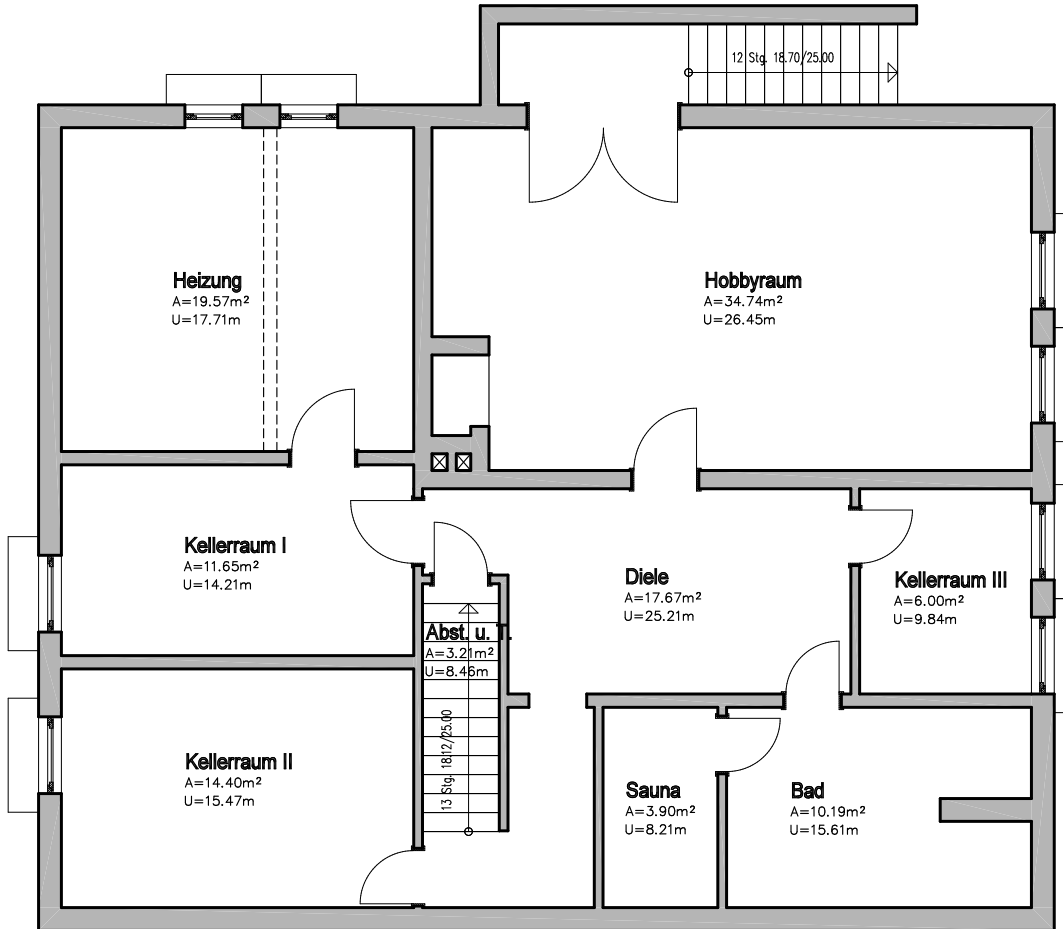 12 Stg. 18.70/25.00
Heizung
A=19.57m²
U=17.71m
Hobbyraum
A=34.74m²
U=26.45m
Kellerraum I
A=11.65m²
U=14.21m
Diele
A=17.67m²
U=25.21m
Kellerraum III
A=6.00m²
U=9.84m
Abst. u. T.
A=3.21m²
U=8.46m
13 Stg. 18.12/25.00
Kellerraum II
A=14.40m²
U=15.47m
Sauna
A=3.90m²
U=8.21m
Bad
A=10.19m²
U=15.61m